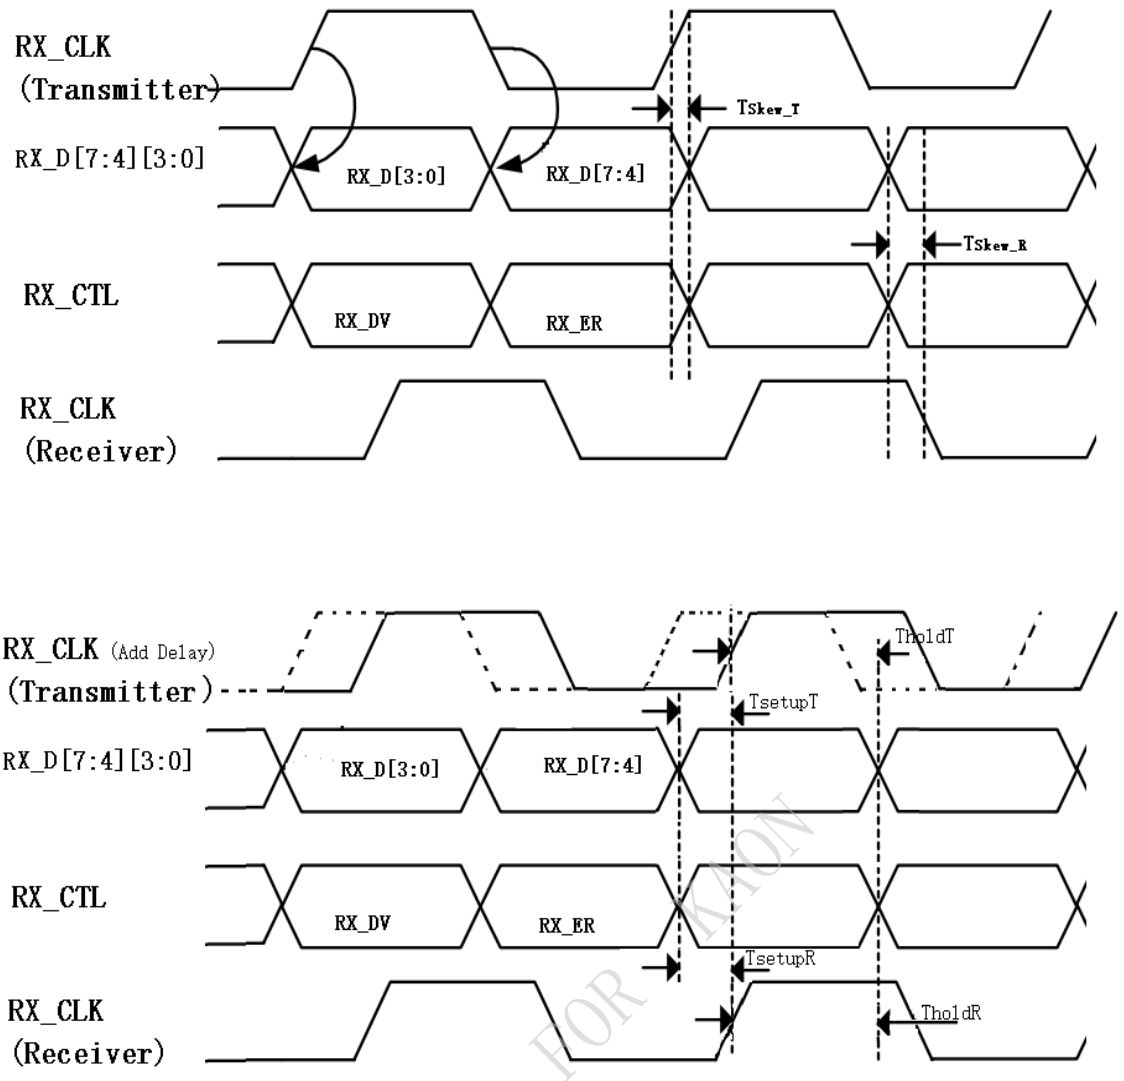 RX_CLK
(Transmitter)
Tskew_T
RX_D[7:4][3:0]
RX_D[3:0]
RX_D[7:4]
Tskew_R
RX_CTL
RX_DV
RX_ER
RX_CLK
(Receiver)
RX_CLK (Add Delay)
(Transmitter)
TholdT
TsetupT
RX_D[7:4][3:0]
RX_D[3:0]
RX_D[7:4]
RX_CTL
RX_DV
RX_ER
TsetupR
RX_CLK
(Receiver)
TholdR
FOR KAON